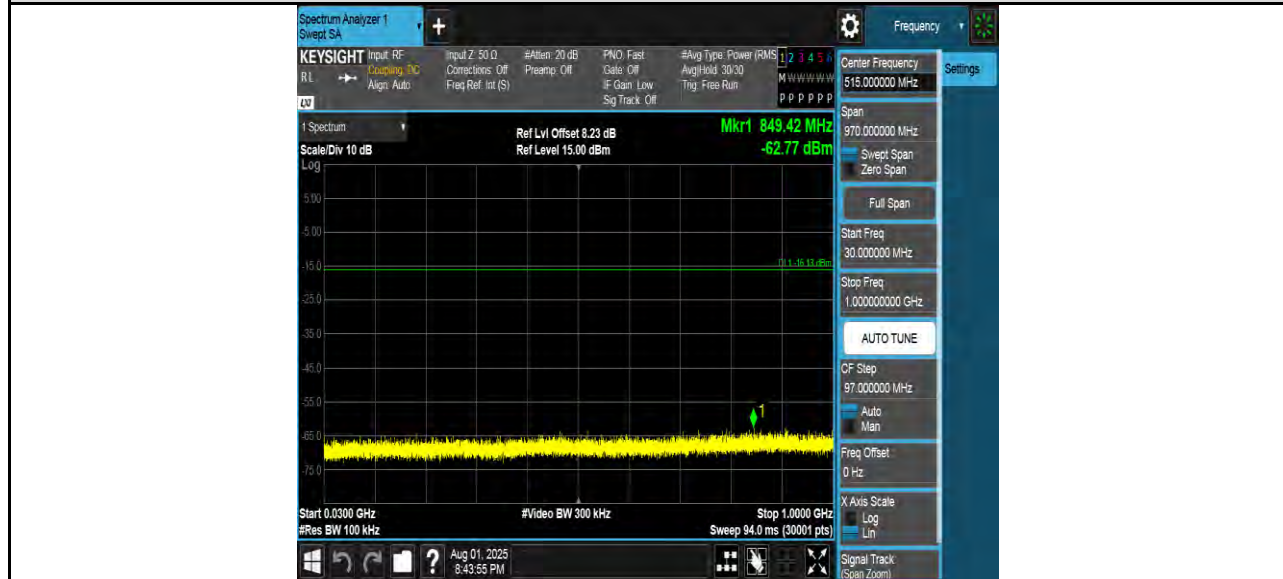 Spectrum Analyzer 1
Swept SA
+
Frequency
KEYSIGHT
RL
LXI
Input: RF
Coupling: DC
Align: Auto
Input Z: 50 Ω
Corrections: Off
Freq Ref: Int (S)
#Atten: 20 dB
Preamp: Off
PNO: Fast
Gate: Off
IF Gain: Low
Sig Track: Off
#Avg Type: Power (RMS
Avg|Hold: 30/30
Trig: Free Run
1 2 3 4 5 6
M W W W W W
P P P P P P
Center Frequency
515.000000 MHz
Settings
1 Spectrum
Scale/Div 10 dB
Ref Lvl Offset 8.23 dB
Ref Level 15.00 dBm
Mkr1 849.42 MHz
-62.77 dBm
Log
5.00
-5.00
-15.0
DL1 -16.13 dBm
-25.0
-35.0
-45.0
-55.0
1
-65.0
-75.0
Start 0.0300 GHz
#Res BW 100 kHz
#Video BW 300 kHz
Stop 1.0000 GHz
Sweep 94.0 ms (30001 pts)
Span
970.000000 MHz
Swept Span
Zero Span
Full Span
Start Freq
30.000000 MHz
Stop Freq
1.000000000 GHz
AUTO TUNE
CF Step
97.000000 MHz
Auto
Man
Freq Offset
0 Hz
X Axis Scale
Log
Lin
Signal Track
(Span Zoom)
?
Aug 01, 2025
8:43:55 PM